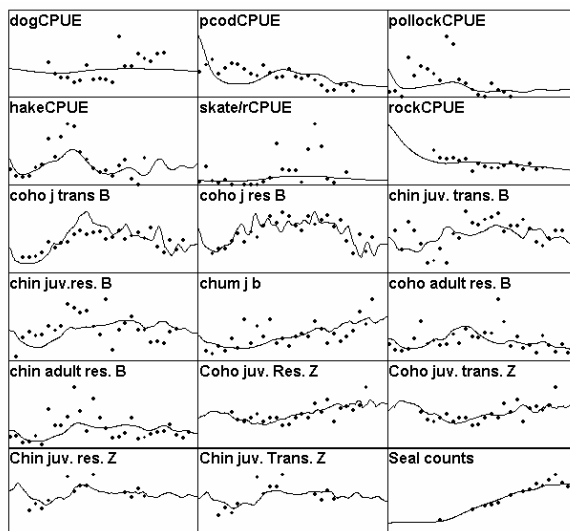 dogCPUE
pcodCPUE
pollockCPUE
hakeCPUE
skate/rCPUE
rockCPUE
coho j trans B
coho j res B
chin juv. trans. B
chin juv.res. B
chum j b
coho adult res. B
chin adult res. B
Coho juv. Res. Z
Coho juv. trans. Z
Chin juv. res. Z
Chin juv. Trans. Z
Seal counts